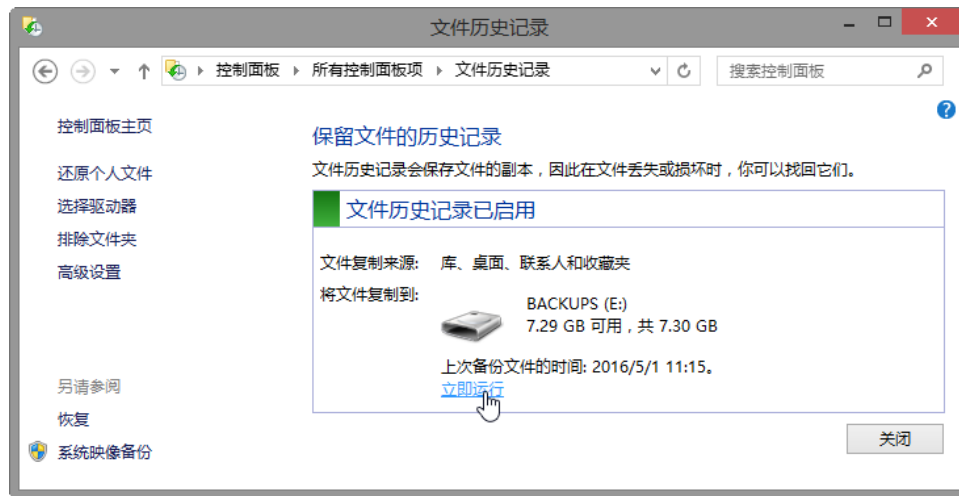 文件历史记录
控制面板 ▸ 所有控制面板项 ▸ 文件历史记录
搜索控制面板
控制面板主页
还原个人文件
选择驱动器
排除文件夹
高级设置
另请参阅
恢复
系统映像备份
保留文件的历史记录
文件历史记录会保存文件的副本，因此在文件丢失或损坏时，你可以找回它们。
文件历史记录已启用
文件复制来源: 库、桌面、联系人和收藏夹
将文件复制到:
BACKUPS (E:)
7.29 GB 可用，共 7.30 GB
上次备份文件的时间: 2016/5/1 11:15。
立即运行
关闭